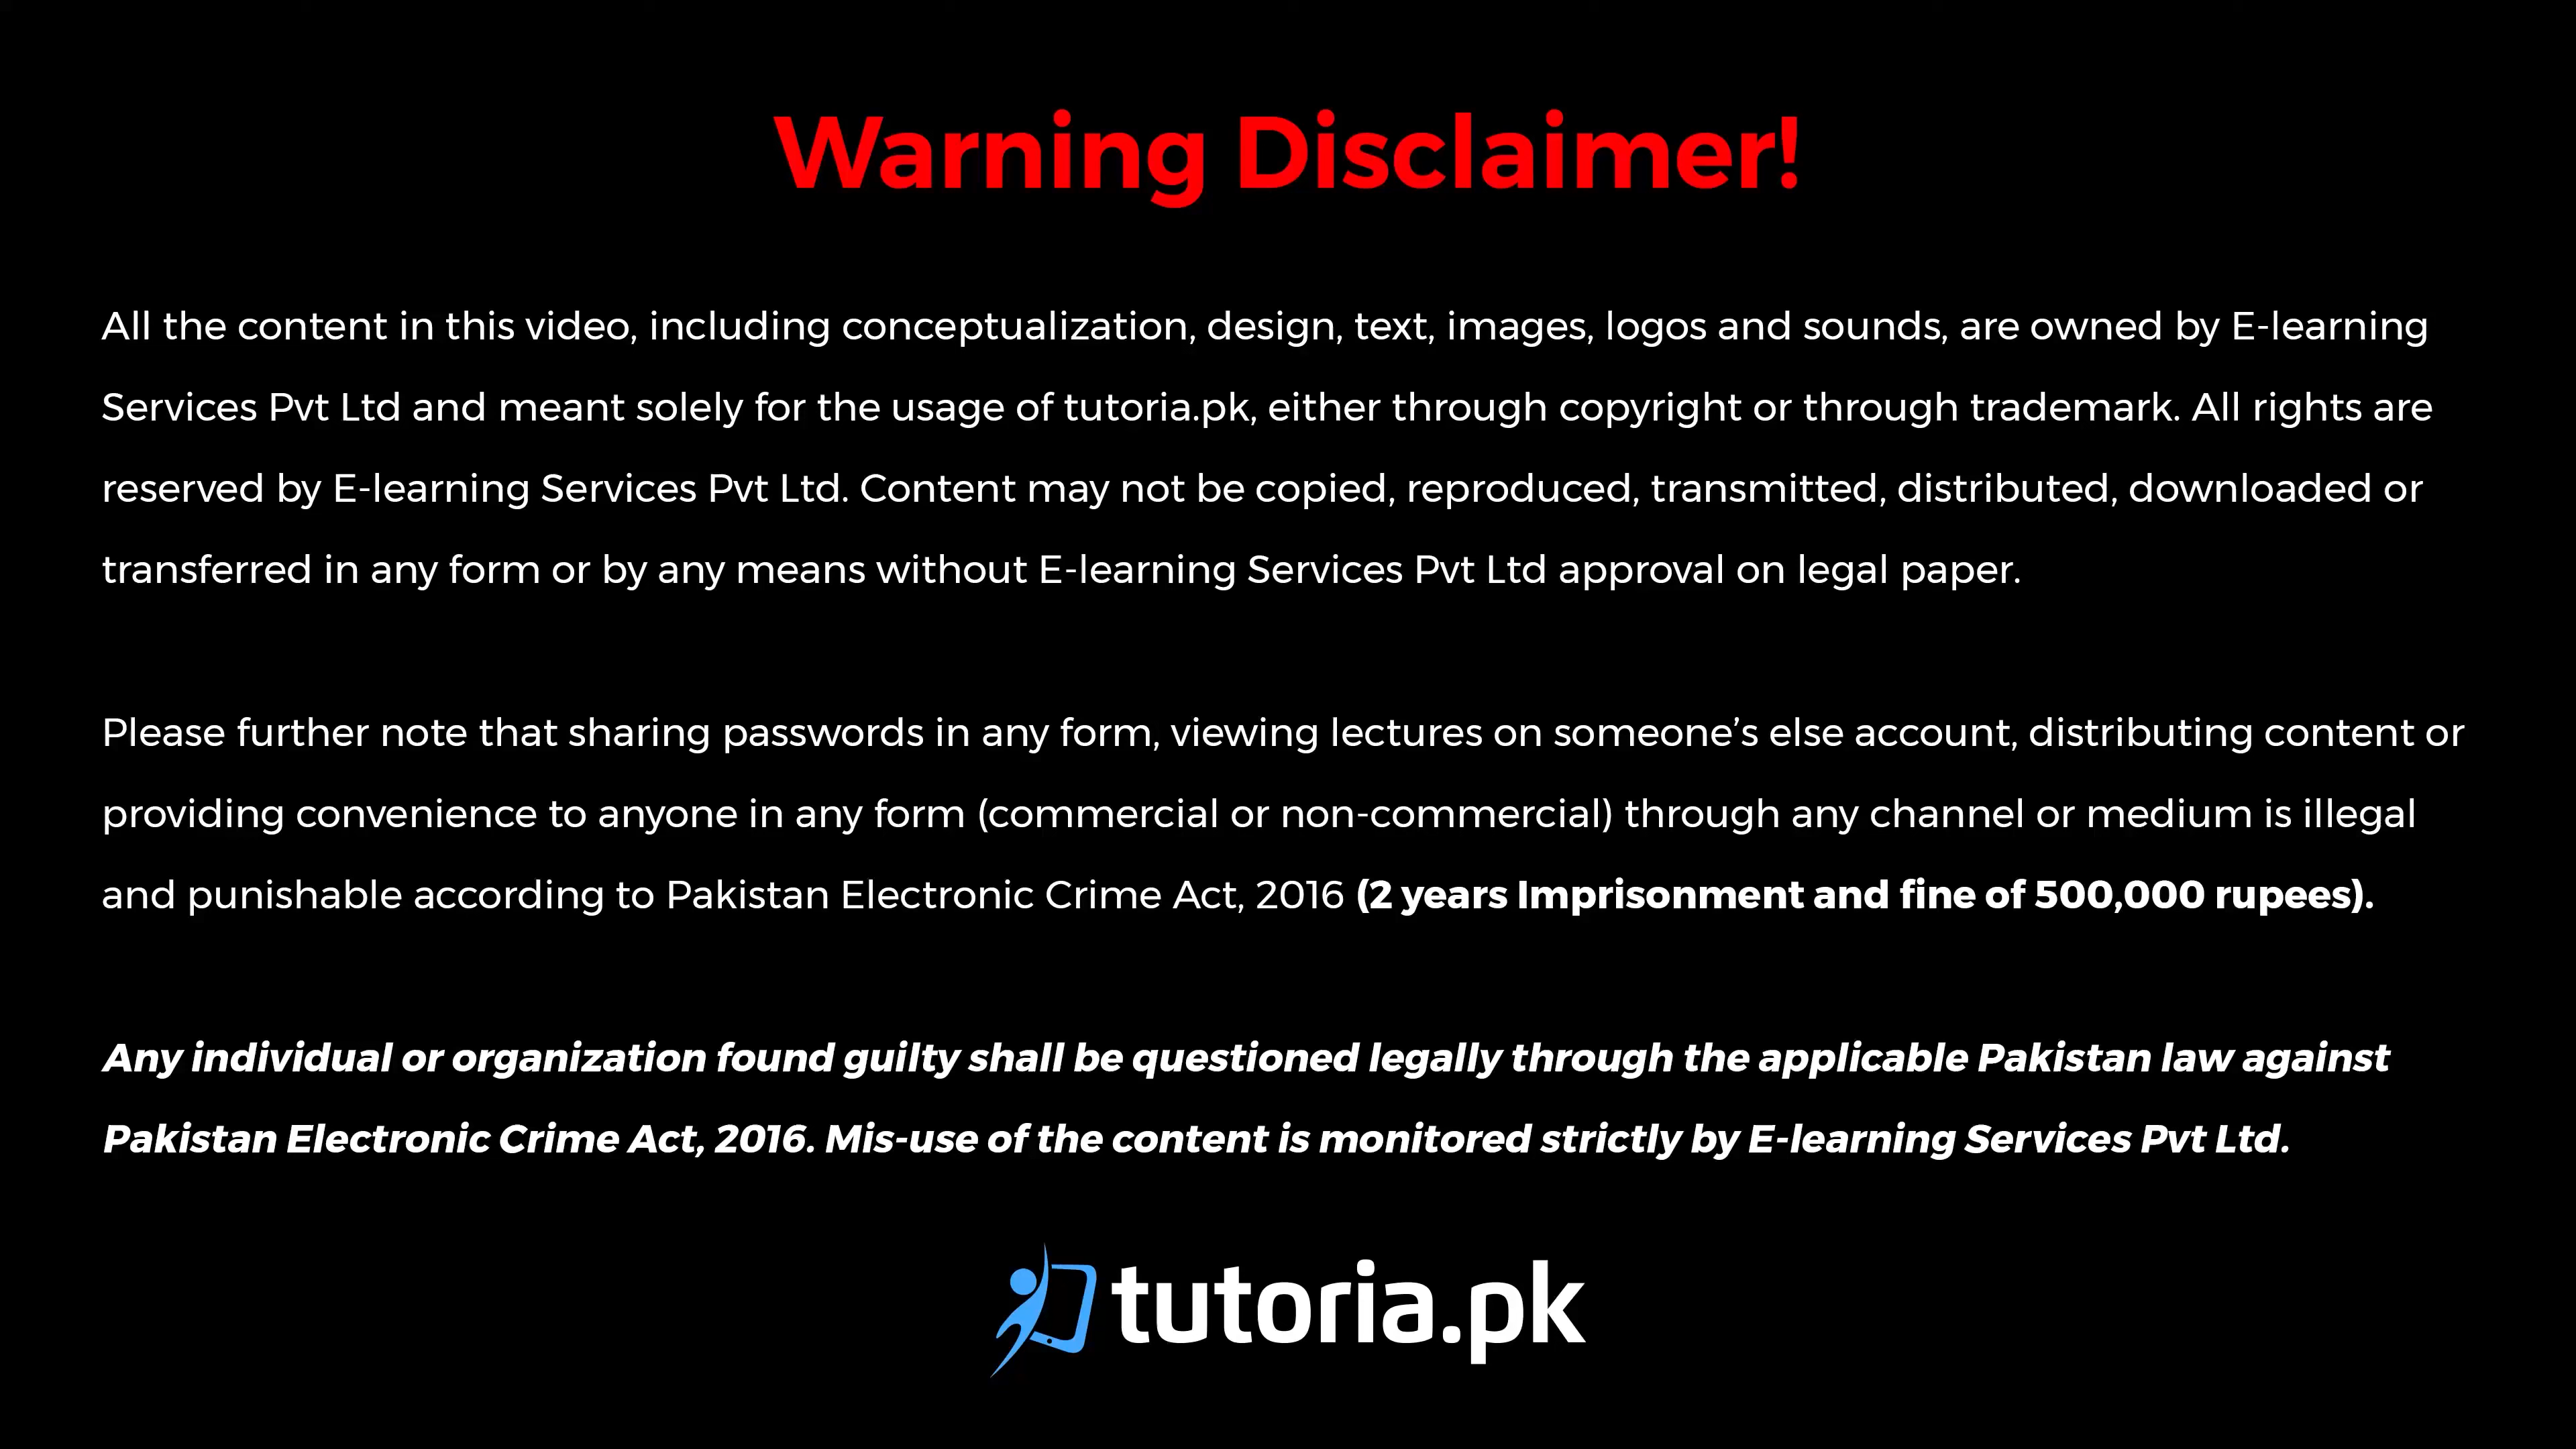 Warning Disclaimer!
All the content in this video, including conceptualization, design, text, images, logos and sounds, are owned by E-learning
Services Pvt Ltd and meant solely for the usage of tutoria.pk, either through copyright or through trademark. All rights are
reserved by E-learning Services Pvt Ltd. Content may not be copied, reproduced, transmitted, distributed, downloaded or
transferred in any form or by any means without E-learning Services Pvt Ltd approval on legal paper.
Please further note that sharing passwords in any form, viewing lectures on someone’s else account, distributing content or
providing convenience to anyone in any form (commercial or non-commercial) through any channel or medium is illegal
and punishable according to Pakistan Electronic Crime Act, 2016 (2 years Imprisonment and fine of 500,000 rupees).
Any individual or organization found guilty shall be questioned legally through the applicable Pakistan law against
Pakistan Electronic Crime Act, 2016. Mis-use of the content is monitored strictly by E-learning Services Pvt Ltd.
tutoria.pk